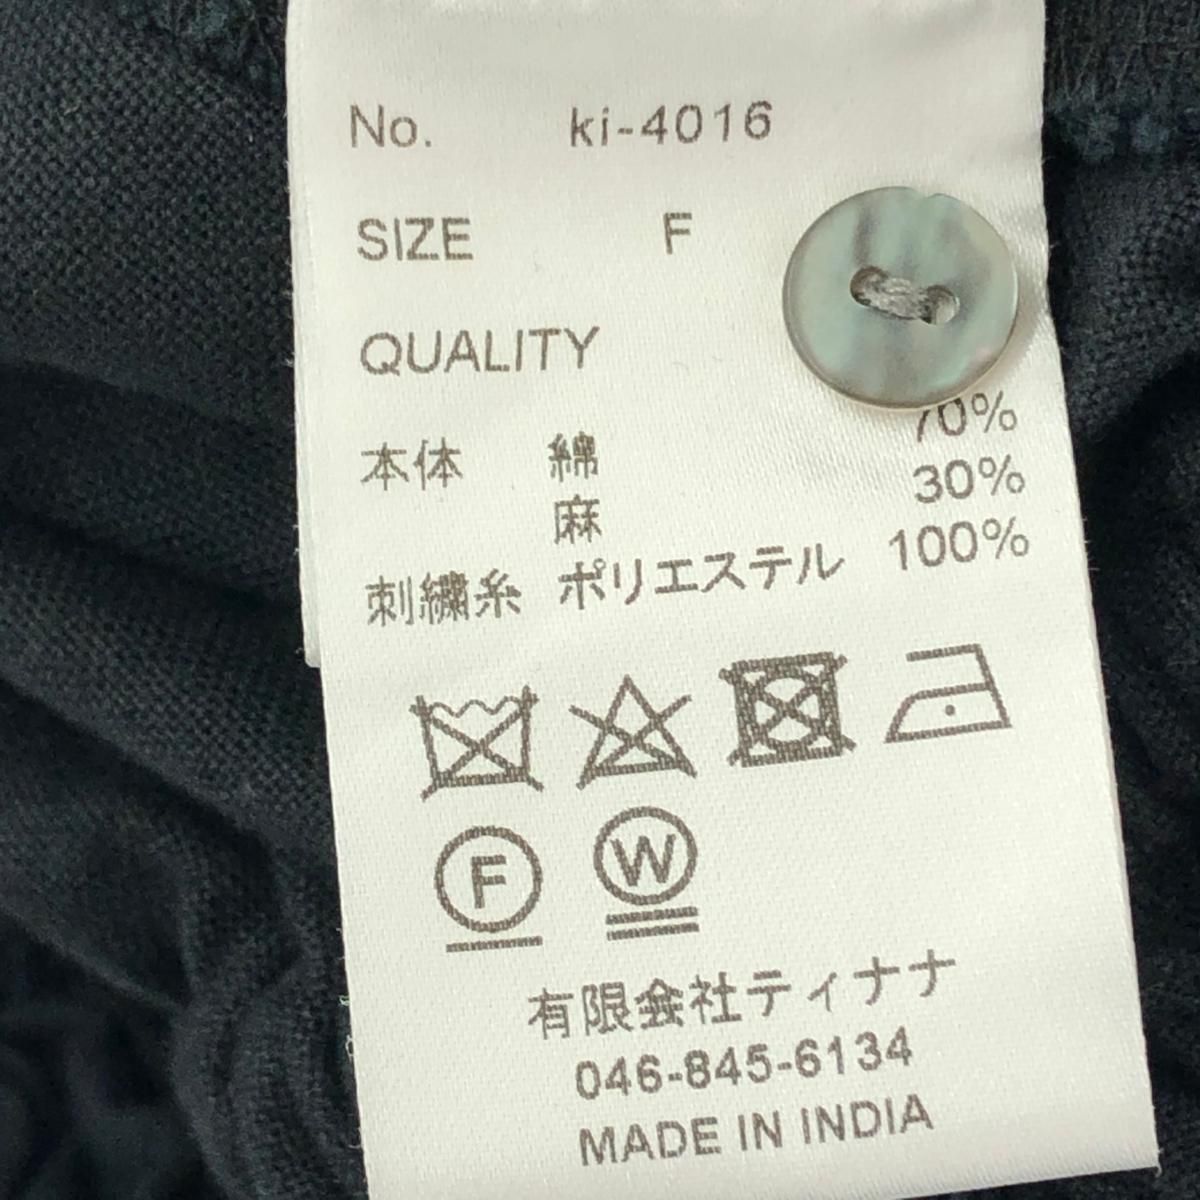 No. ki-4016
SIZE F
QUALITY
本体 綿 70%
麻 30%
刺繍糸 ポリエステル 100%
F
W
有限会社ティナナ
046-845-6134
MADE IN INDIA